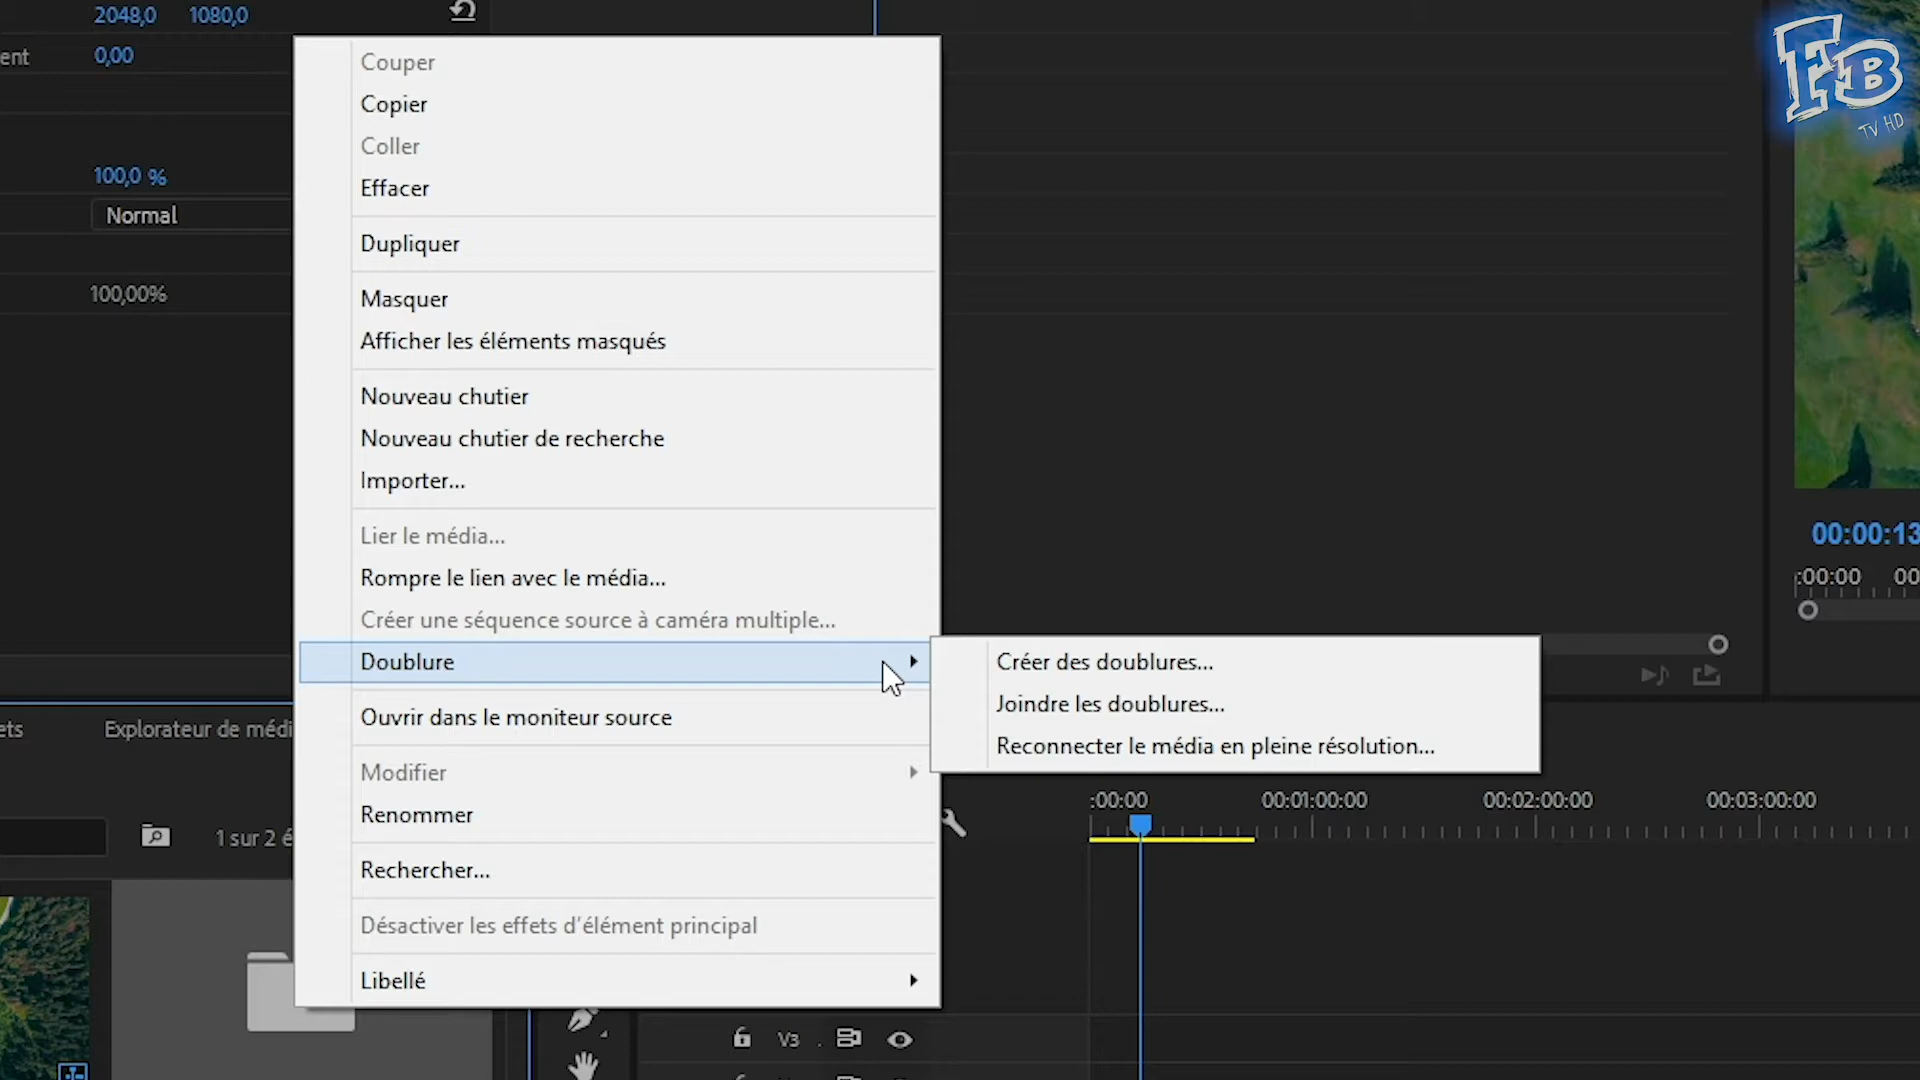 2048,0 1080,0
ent 0,00
100,0 %
Normal
100,00%
Couper
Copier
Coller
Effacer
Dupliquer
Masquer
Afficher les éléments masqués
Nouveau chutier
Nouveau chutier de recherche
Importer...
Lier le média...
Rompre le lien avec le média...
Créer une séquence source à caméra multiple...
Doublure
Ouvrir dans le moniteur source
Modifier
Renommer
Rechercher...
Désactiver les effets d'élément principal
Libellé
Créer des doublures...
Joindre les doublures...
Reconnecter le média en pleine résolution...
FB
TV HD
00:00:13
:00:00 00
ets Explorateur de médi
1 sur 2 é
:00:00 00:01:00:00 00:02:00:00 00:03:00:00
V3